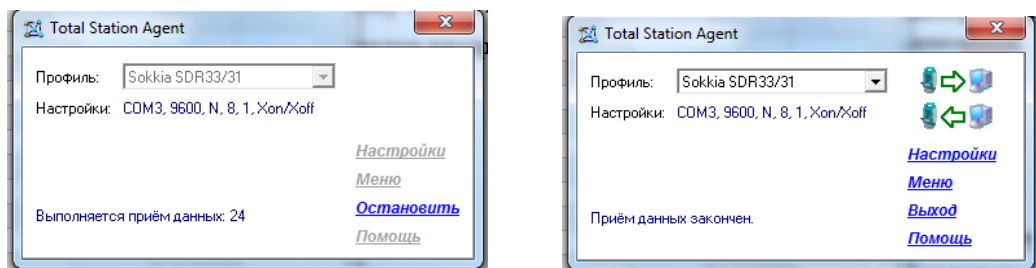 Total Station Agent
Профиль: Sokkia SDR33/31
Настройки: COM3, 9600, N, 8, 1, Xon/Xoff
Настройки
Меню
Выполняется приём данных: 24
Остановить
Помощь
Total Station Agent
Профиль: Sokkia SDR33/31
Настройки: COM3, 9600, N, 8, 1, Xon/Xoff
Настройки
Меню
Приём данных закончен.
Выход
Помощь